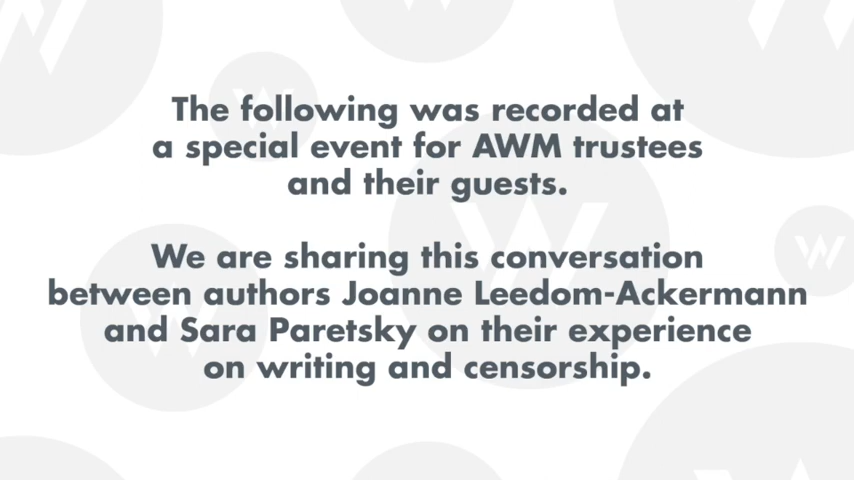 The following was recorded at
a special event for AWM trustees
and their guests.
We are sharing this conversation
between authors Joanne Leedom-Ackermann
and Sara Paretsky on their experience
on writing and censorship.